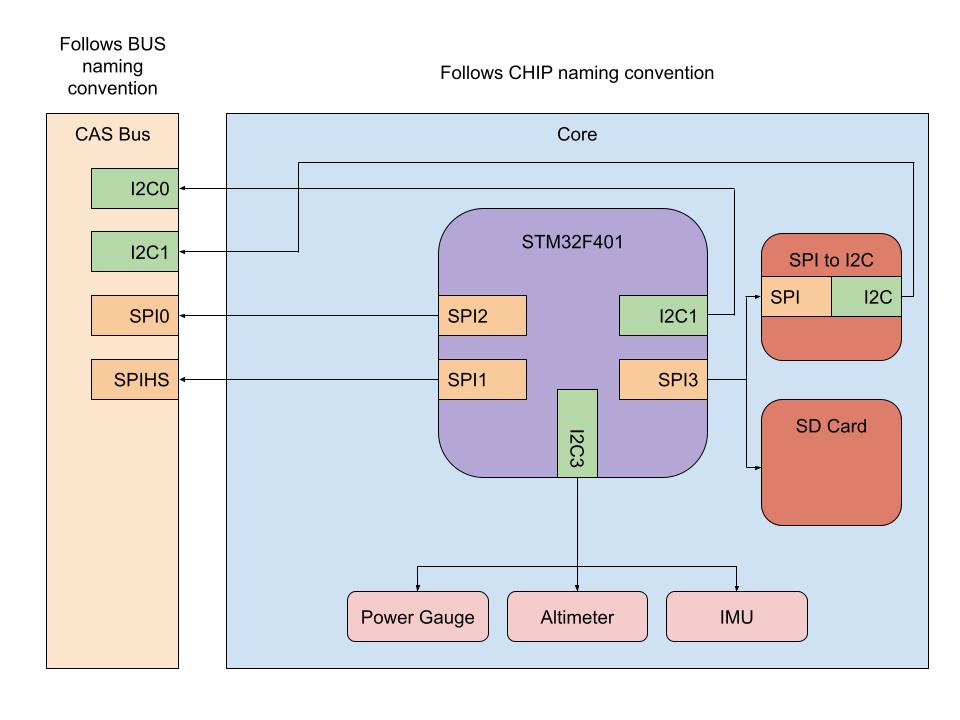 Follows BUS
naming
convention
Follows CHIP naming convention
CAS Bus
Core
I2C0
I2C1
SPI0
SPIHS
STM32F401
SPI2
I2C1
SPI1
SPI3
I2C3
SPI to I2C
SPI
I2C
SD Card
Power Gauge
Altimeter
IMU